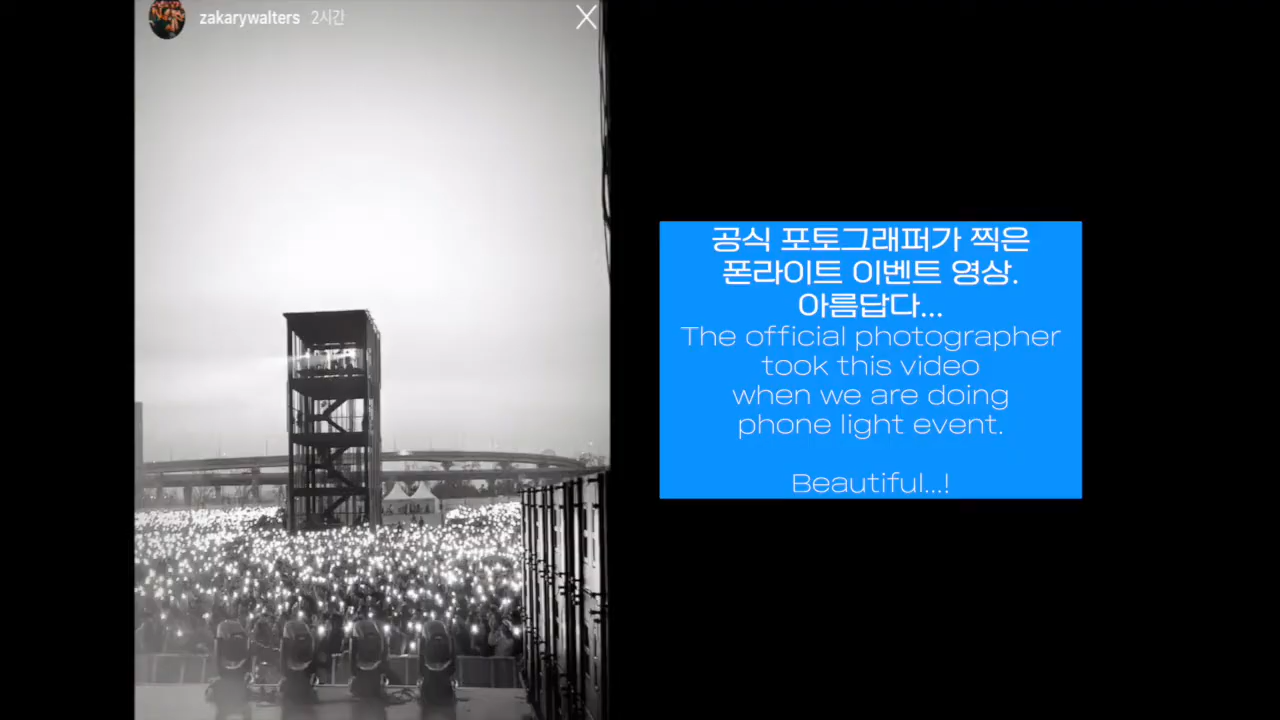 zakarywalters 2시간
공식 포토그래퍼가 찍은
폰라이트 이벤트 영상.
아름답다...
The official photographer
took this video
when we are doing
phone light event.
Beautiful...!